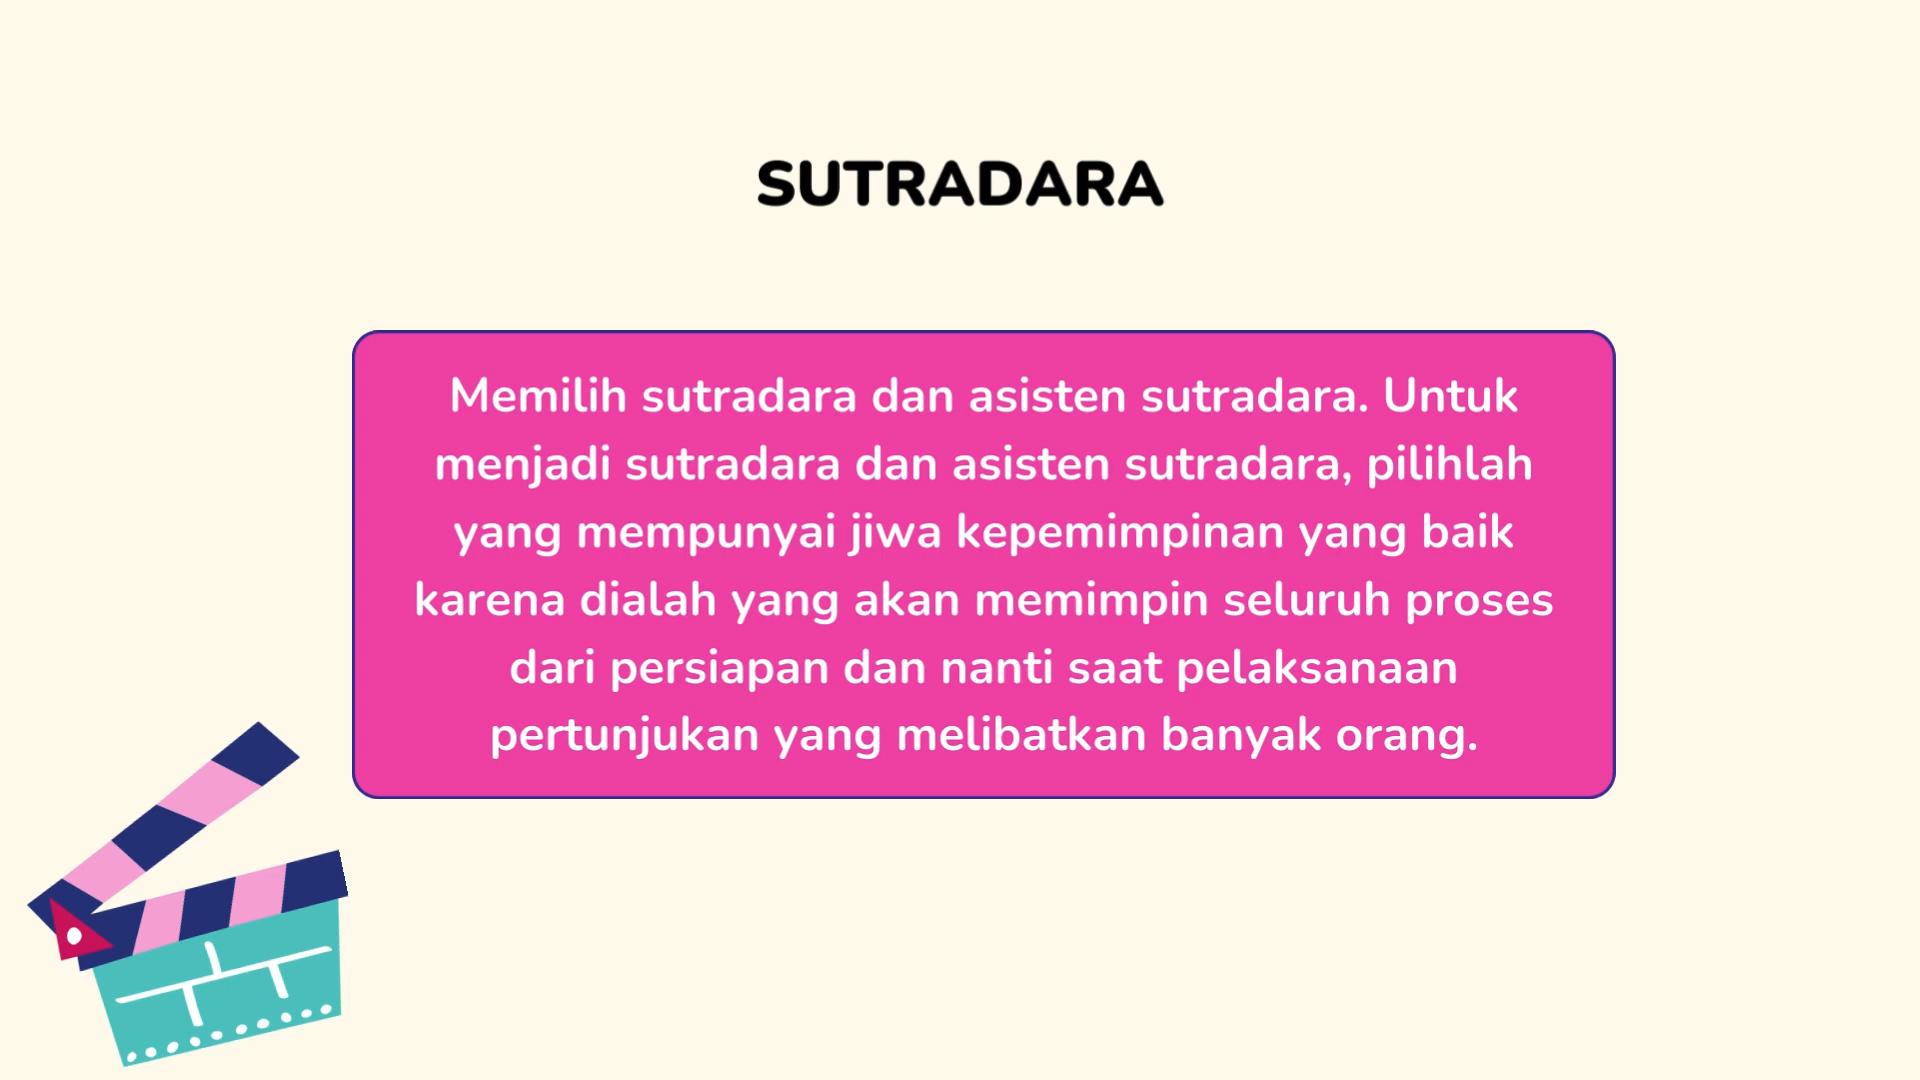 SUTRADARA
Memilih sutradara dan asisten sutradara. Untuk
menjadi sutradara dan asisten sutradara, pilihlah
yang mempunyai jiwa kepemimpinan yang baik
karena dialah yang akan memimpin seluruh proses
dari persiapan dan nanti saat pelaksanaan
pertunjukan yang melibatkan banyak orang.